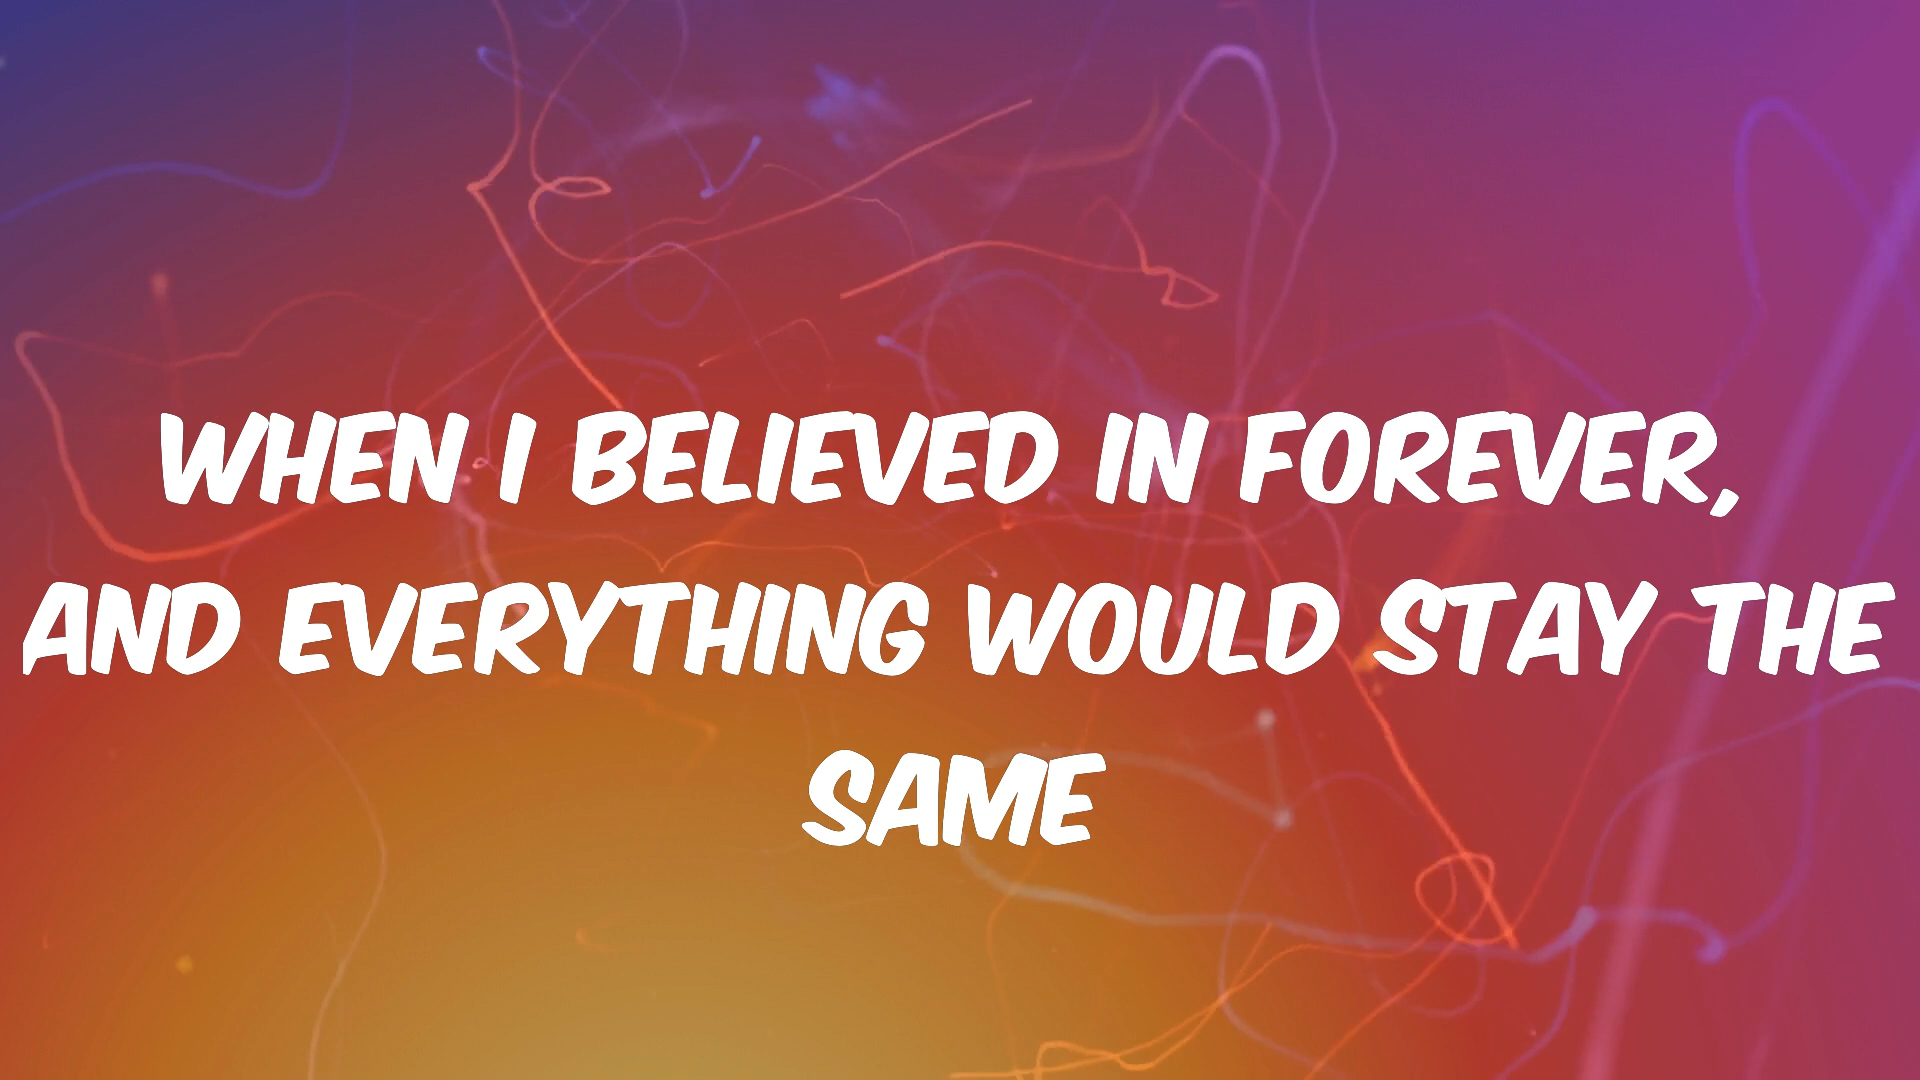 WHEN I BELIEVED IN FOREVER,
AND EVERYTHING WOULD STAY THE
SAME